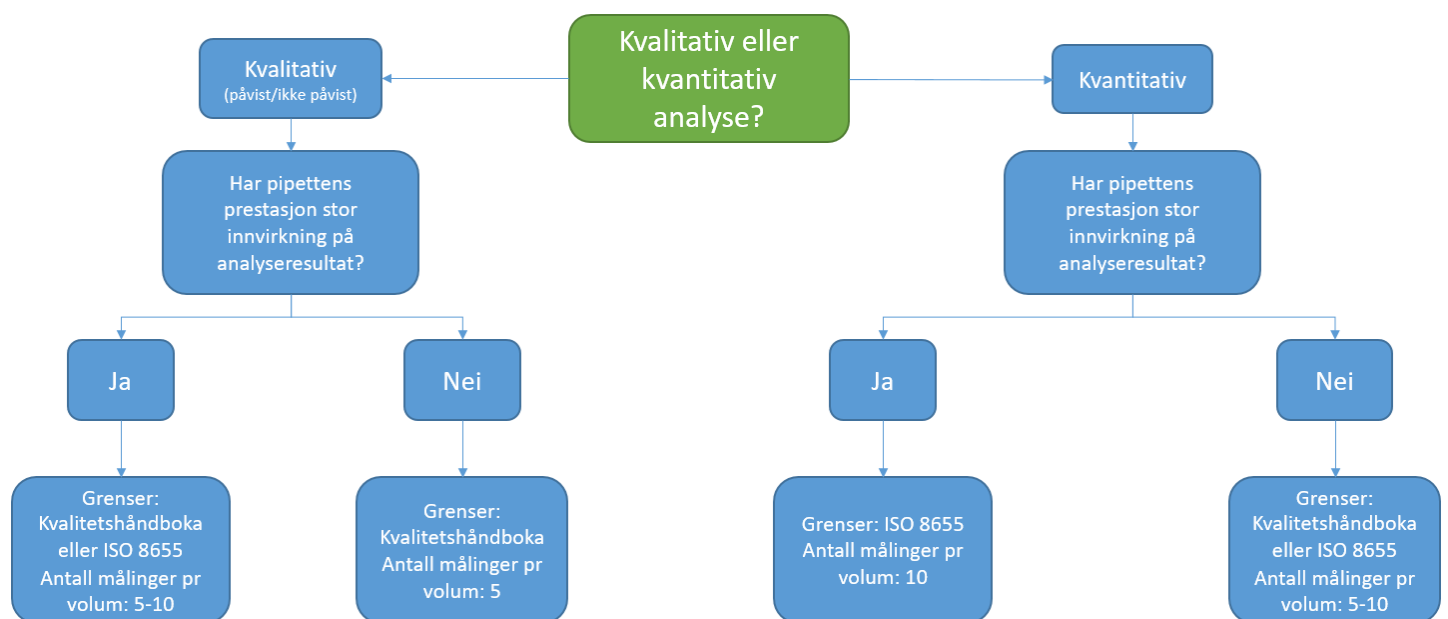 Kvalitativ eller
kvantitativ
analyse?
Kvalitativ
(påvist/ikke påvist)
Kvantitativ
Har pipettens
prestasjon stor
innvirkning på
analyseresultat?
Har pipettens
prestasjon stor
innvirkning på
analyseresultat?
Ja
Nei
Ja
Nei
Grenser:
Kvalitetshåndboka
eller ISO 8655
Antall målinger pr
volum: 5-10
Grenser:
Kvalitetshåndboka
Antall målinger pr
volum: 5
Grenser: ISO 8655
Antall målinger pr
volum: 10
Grenser:
Kvalitetshåndboka
eller ISO 8655
Antall målinger pr
volum: 5-10